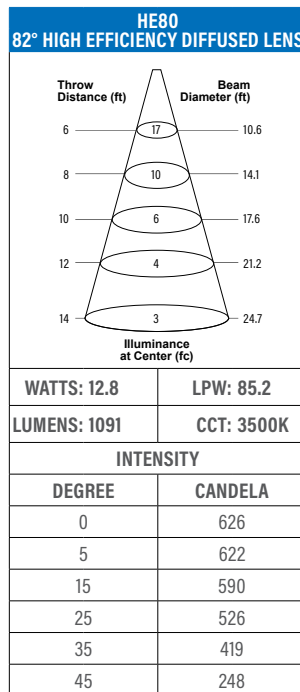 HE80
82° HIGH EFFICIENCY DIFFUSED LENS
Throw Distance (ft)
Beam Diameter (ft)
6 17 10.6
8 10 14.1
10 6 17.6
12 4 21.2
14 3 24.7
Illuminance
at Center (fc)
WATTS: 12.8 LPW: 85.2
LUMENS: 1091 CCT: 3500K
INTENSITY
DEGREE CANDELA
0 626
5 622
15 590
25 526
35 419
45 248